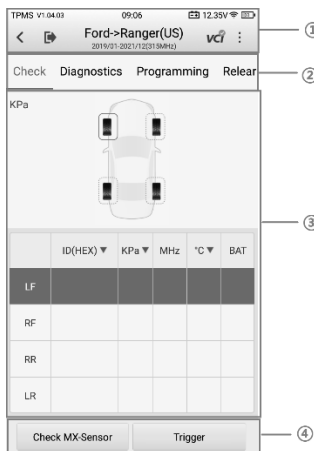 TPMS V1.04.03 09:06 12.35V
Ford->Ranger(US) VCI
2019/01-2021/12(315MHz)
Check Diagnostics Programming Relear
KPa
ID(HEX) ▼ KPa ▼ MHz °C ▼ BAT
LF
RF
RR
LR
Check MX-Sensor Trigger
①
②
③
④